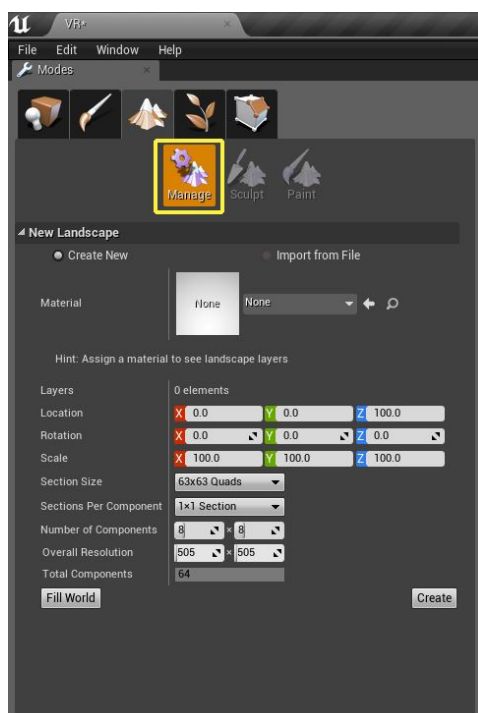 VR*
File Edit Window Help
Modes
Manage Sculpt Paint
New Landscape
Create New Import from File
Material None None
Hint: Assign a material to see landscape layers
Layers 0 elements
Location X 0.0 Y 0.0 Z 100.0
Rotation X 0.0 Y 0.0 Z 0.0
Scale X 100.0 Y 100.0 Z 100.0
Section Size 63x63 Quads
Sections Per Component 1×1 Section
Number of Components 8 × 8
Overall Resolution 505 × 505
Total Components 64
Fill World Create